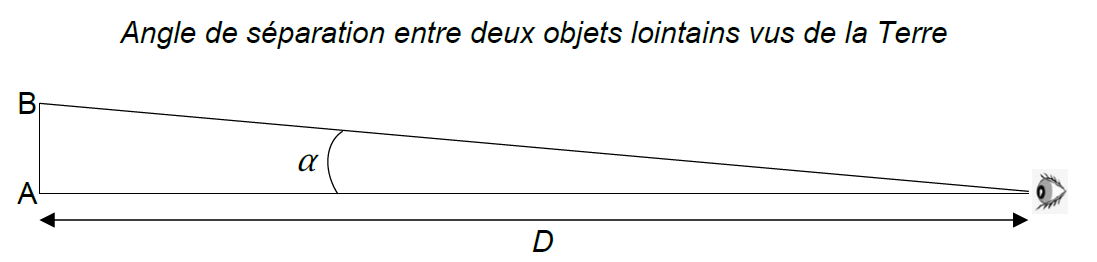 Angle de séparation entre deux objets lointains vus de la Terre
B
α
A
D